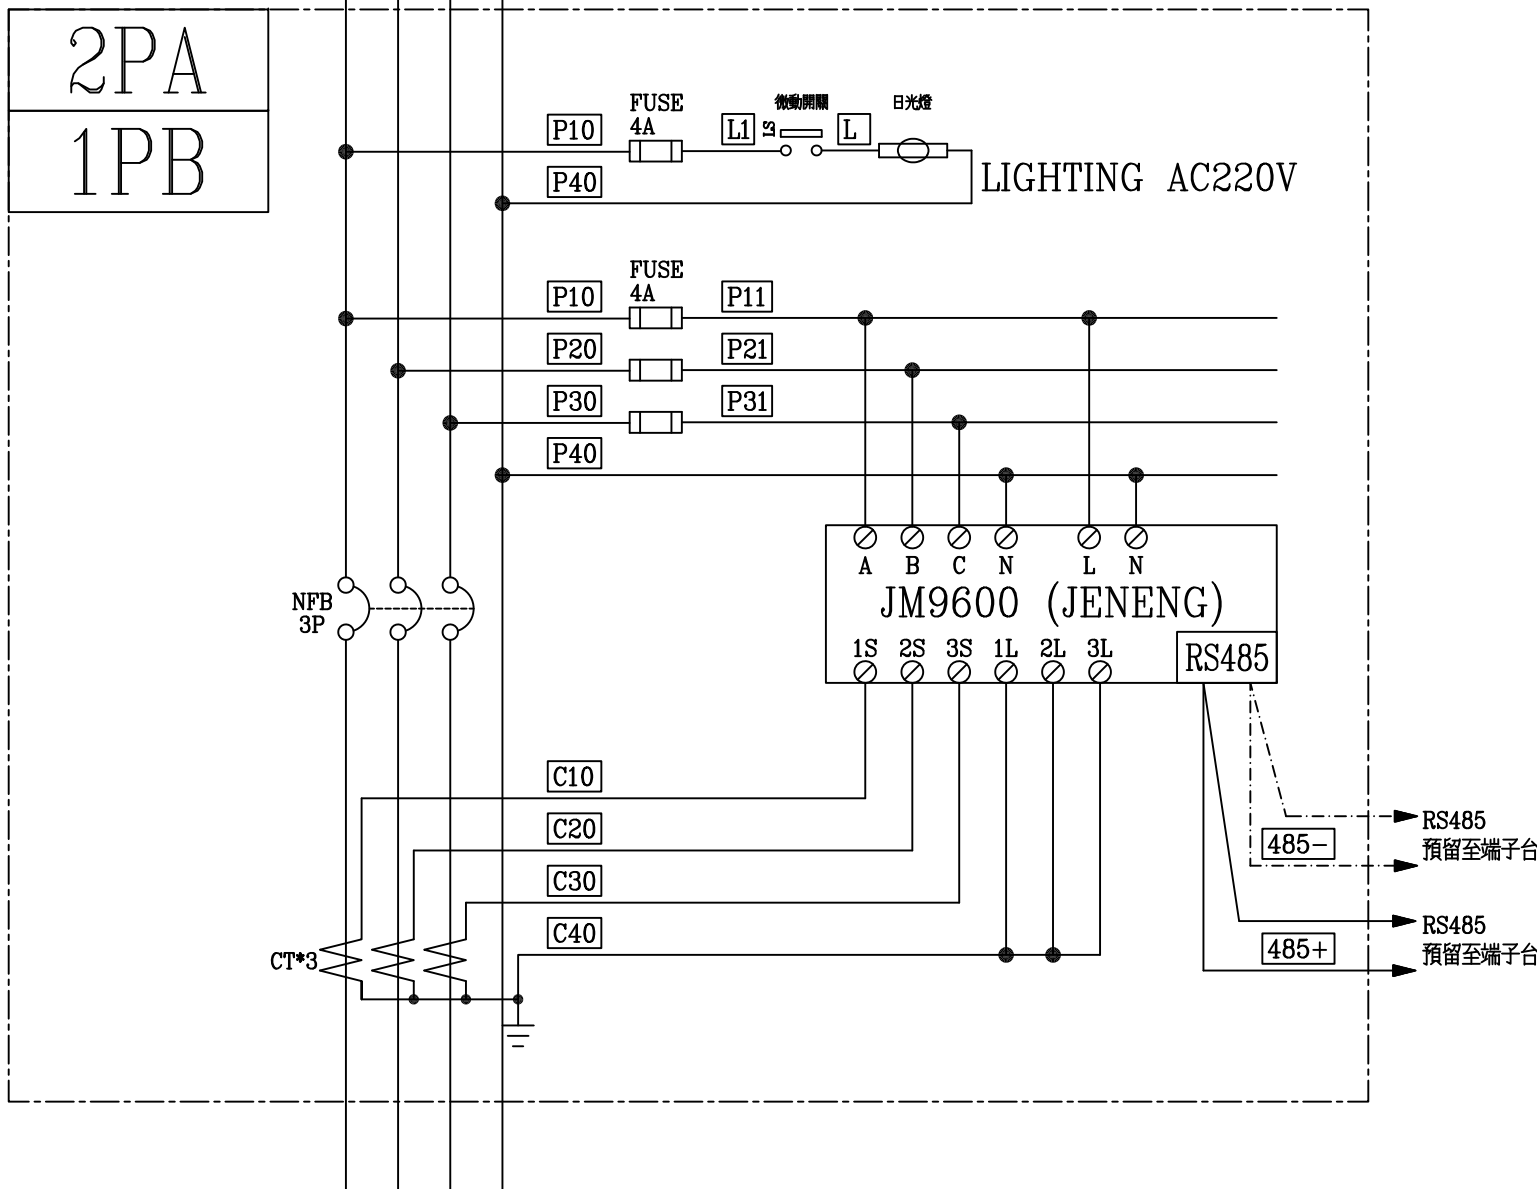 2PA
1PB
FUSE
4A
微動開關
日光燈
P10
L1
LS
L
P40
LIGHTING AC220V
FUSE
4A
P10
P11
P20
P21
P30
P31
P40
A B C N L N
NFB
3P
JM9600 (JENENG)
1S 2S 3S 1L 2L 3L
RS485
C10
C20
C30
C40
CT*3
485-
RS485
預留至端子台
485+
RS485
預留至端子台